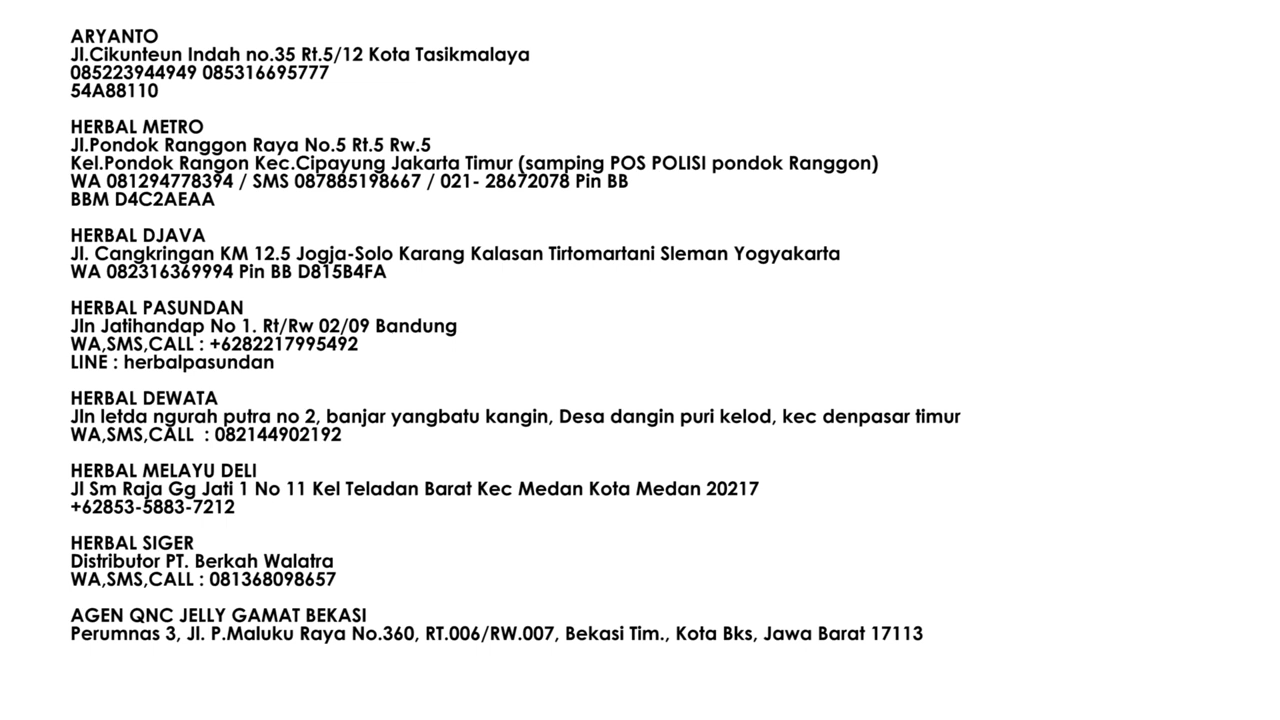 ARYANTO
Jl.Cikunteun Indah no.35 Rt.5/12 Kota Tasikmalaya
085223944949 085316695777
54A88110
HERBAL METRO
Jl.Pondok Ranggon Raya No.5 Rt.5 Rw.5
Kel.Pondok Rangon Kec.Cipayung Jakarta Timur (samping POS POLISI pondok Ranggon)
WA 081294778394 / SMS 087885198667 / 021- 28672078 Pin BB
BBM D4C2AEAA
HERBAL DJAVA
Jl. Cangkringan KM 12.5 Jogja-Solo Karang Kalasan Tirtomartani Sleman Yogyakarta
WA 082316369994 Pin BB D815B4FA
HERBAL PASUNDAN
Jln Jatihandap No 1. Rt/Rw 02/09 Bandung
WA,SMS,CALL : +6282217995492
LINE : herbalpasundan
HERBAL DEWATA
Jln letda ngurah putra no 2, banjar yangbatu kangin, Desa dangin puri kelod, kec denpasar timur
WA,SMS,CALL  : 082144902192
HERBAL MELAYU DELI
Jl Sm Raja Gg Jati 1 No 11 Kel Teladan Barat Kec Medan Kota Medan 20217
+62853-5883-7212
HERBAL SIGER
Distributor PT. Berkah Walatra
WA,SMS,CALL : 081368098657
AGEN QNC JELLY GAMAT BEKASI
Perumnas 3, Jl. P.Maluku Raya No.360, RT.006/RW.007, Bekasi Tim., Kota Bks, Jawa Barat 17113